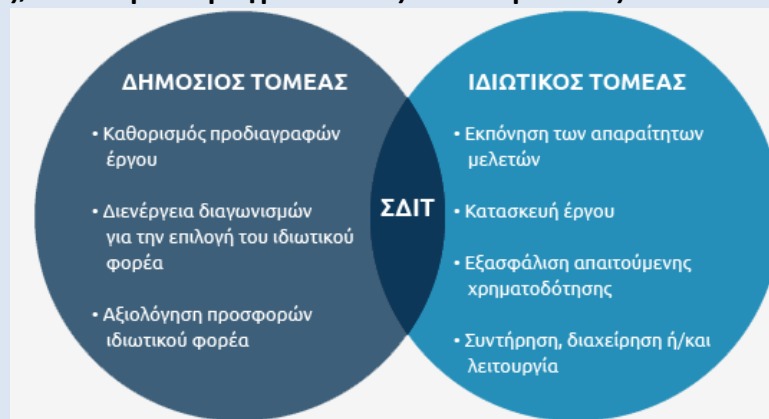 ΔΗΜΟΣΙΟΣ ΤΟΜΕΑΣ
• Καθορισμός προδιαγραφών
έργου
• Διενέργεια διαγωνισμών
για την επιλογή του ιδιωτικού
φορέα
• Αξιολόγηση προσφορών
ιδιωτικού φορέα
ΣΔΙΤ
ΙΔΙΩΤΙΚΟΣ ΤΟΜΕΑΣ
• Εκπόνηση των απαραίτητων
μελετών
• Κατασκευή έργου
• Εξασφάλιση απαιτούμενης
χρηματοδότησης
• Συντήρηση, διαχείρηση ή/και
λειτουργία